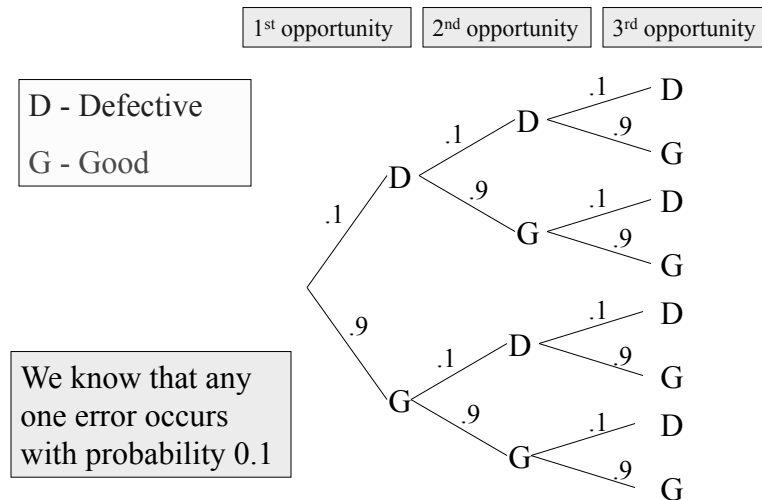 1st opportunity 2nd opportunity 3rd opportunity
D - Defective
G - Good
.1 D
.1 D .9 G
D .9 .1 D
.1 G .9 G
.9 .1 D
.1 D .9 G
G .9 .1 D
G .9 G
We know that any
one error occurs
with probability 0.1